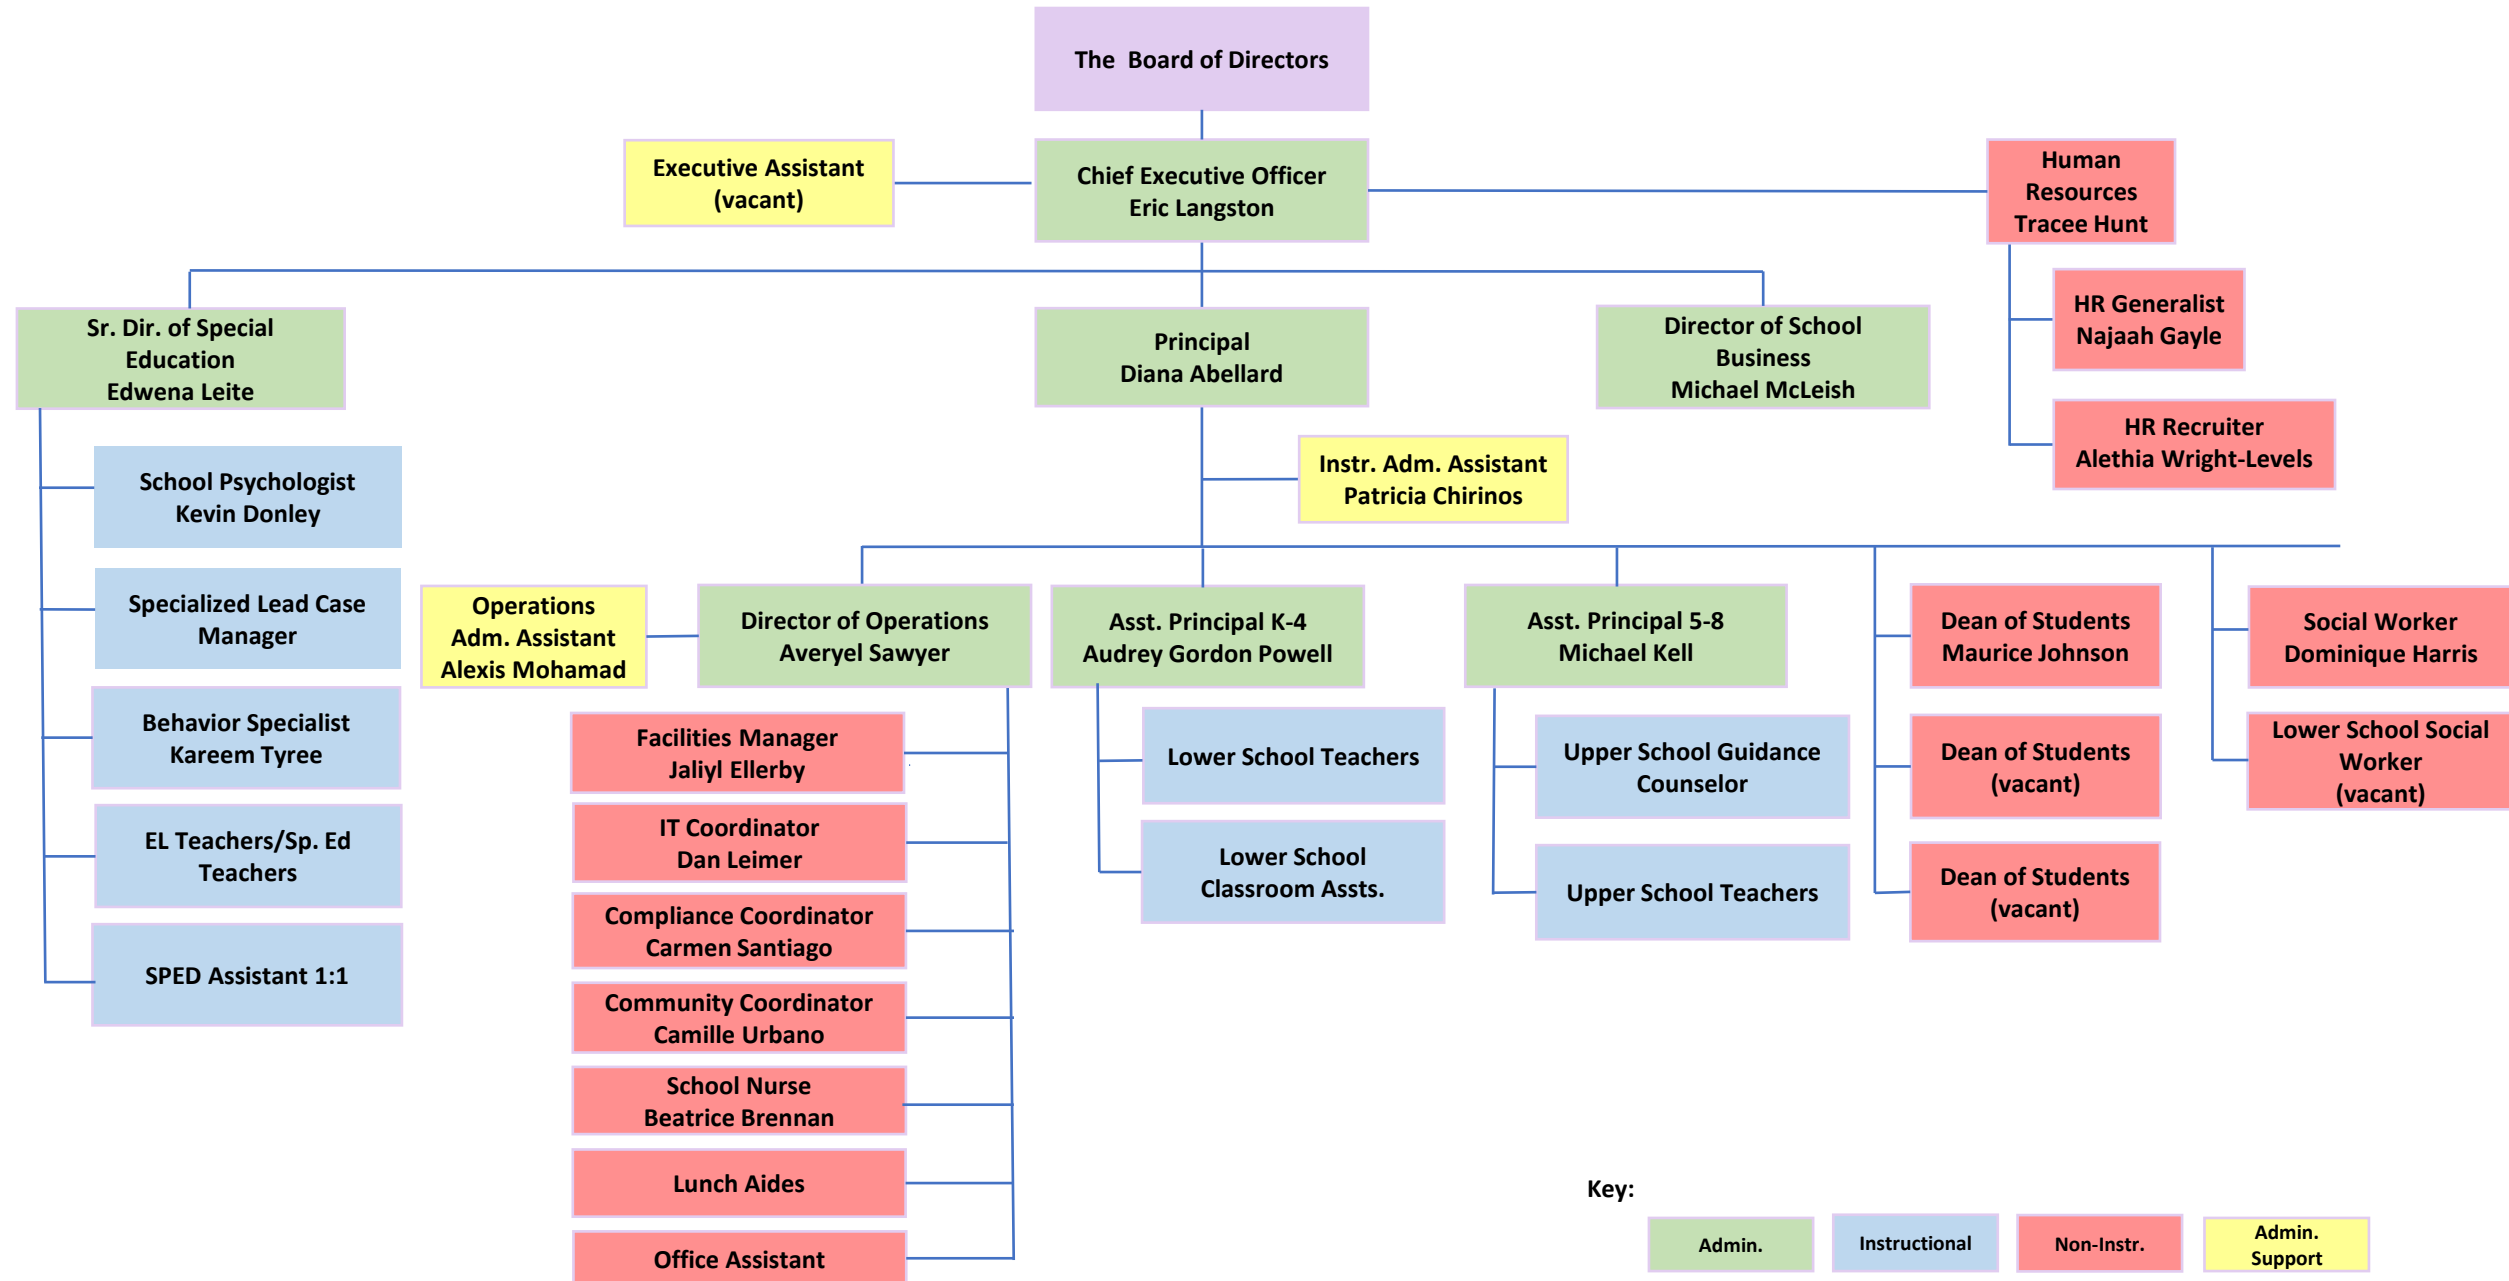 The  Board of Directors
Executive Assistant
(vacant)
Chief Executive Officer
Eric Langston
Human
Resources
Tracee Hunt
HR Generalist
Najaah Gayle
HR Recruiter
Alethia Wright-Levels
Sr. Dir. of Special
Education
Edwena Leite
Principal
Diana Abellard
Director of School
Business
Michael McLeish
Instr. Adm. Assistant
Patricia Chirinos
School Psychologist
Kevin Donley
Specialized Lead Case
Manager
Behavior Specialist
Kareem Tyree
EL Teachers/Sp. Ed
Teachers
SPED Assistant 1:1
Operations
Adm. Assistant
Alexis Mohamad
Director of Operations
Averyel Sawyer
Facilities Manager
Jaliyl Ellerby
IT Coordinator
Dan Leimer
Compliance Coordinator
Carmen Santiago
Community Coordinator
Camille Urbano
School Nurse
Beatrice Brennan
Lunch Aides
Office Assistant
Asst. Principal K-4
Audrey Gordon Powell
Lower School Teachers
Lower School
Classroom Assts.
Asst. Principal 5-8
Michael Kell
Upper School Guidance
Counselor
Upper School Teachers
Dean of Students
Maurice Johnson
Dean of Students
(vacant)
Dean of Students
(vacant)
Social Worker
Dominique Harris
Lower School Social
Worker
(vacant)
Key:
Admin.
Instructional
Non-Instr.
Admin.
Support